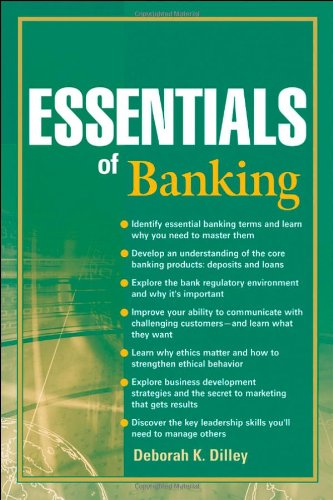 ESSENTIALS
of Banking
Identify essential banking terms and learn
why you need to master them
Develop an understanding of the core
banking products: deposits and loans
Explore the bank regulatory environment
and why it's important
Improve your ability to communicate with
challenging customers—and learn what
they want
Learn why ethics matter and how to
strengthen ethical behavior
Explore business development
strategies and the secret to marketing
that gets results
Discover the key leadership skills you'll
need to manage others
Deborah K. Dilley